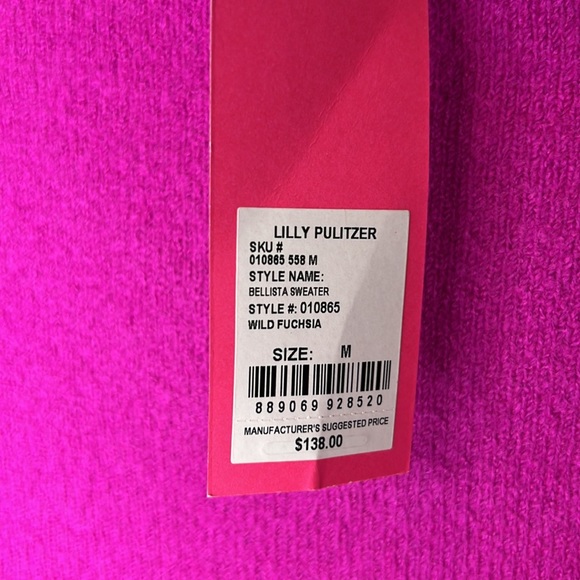 LILLY PULITZER
SKU #
010865 558 M
STYLE NAME:
BELLISTA SWEATER
STYLE #: 010865
WILD FUCHSIA
SIZE: M
889069 928520
MANUFACTURER'S SUGGESTED PRICE
$138.00